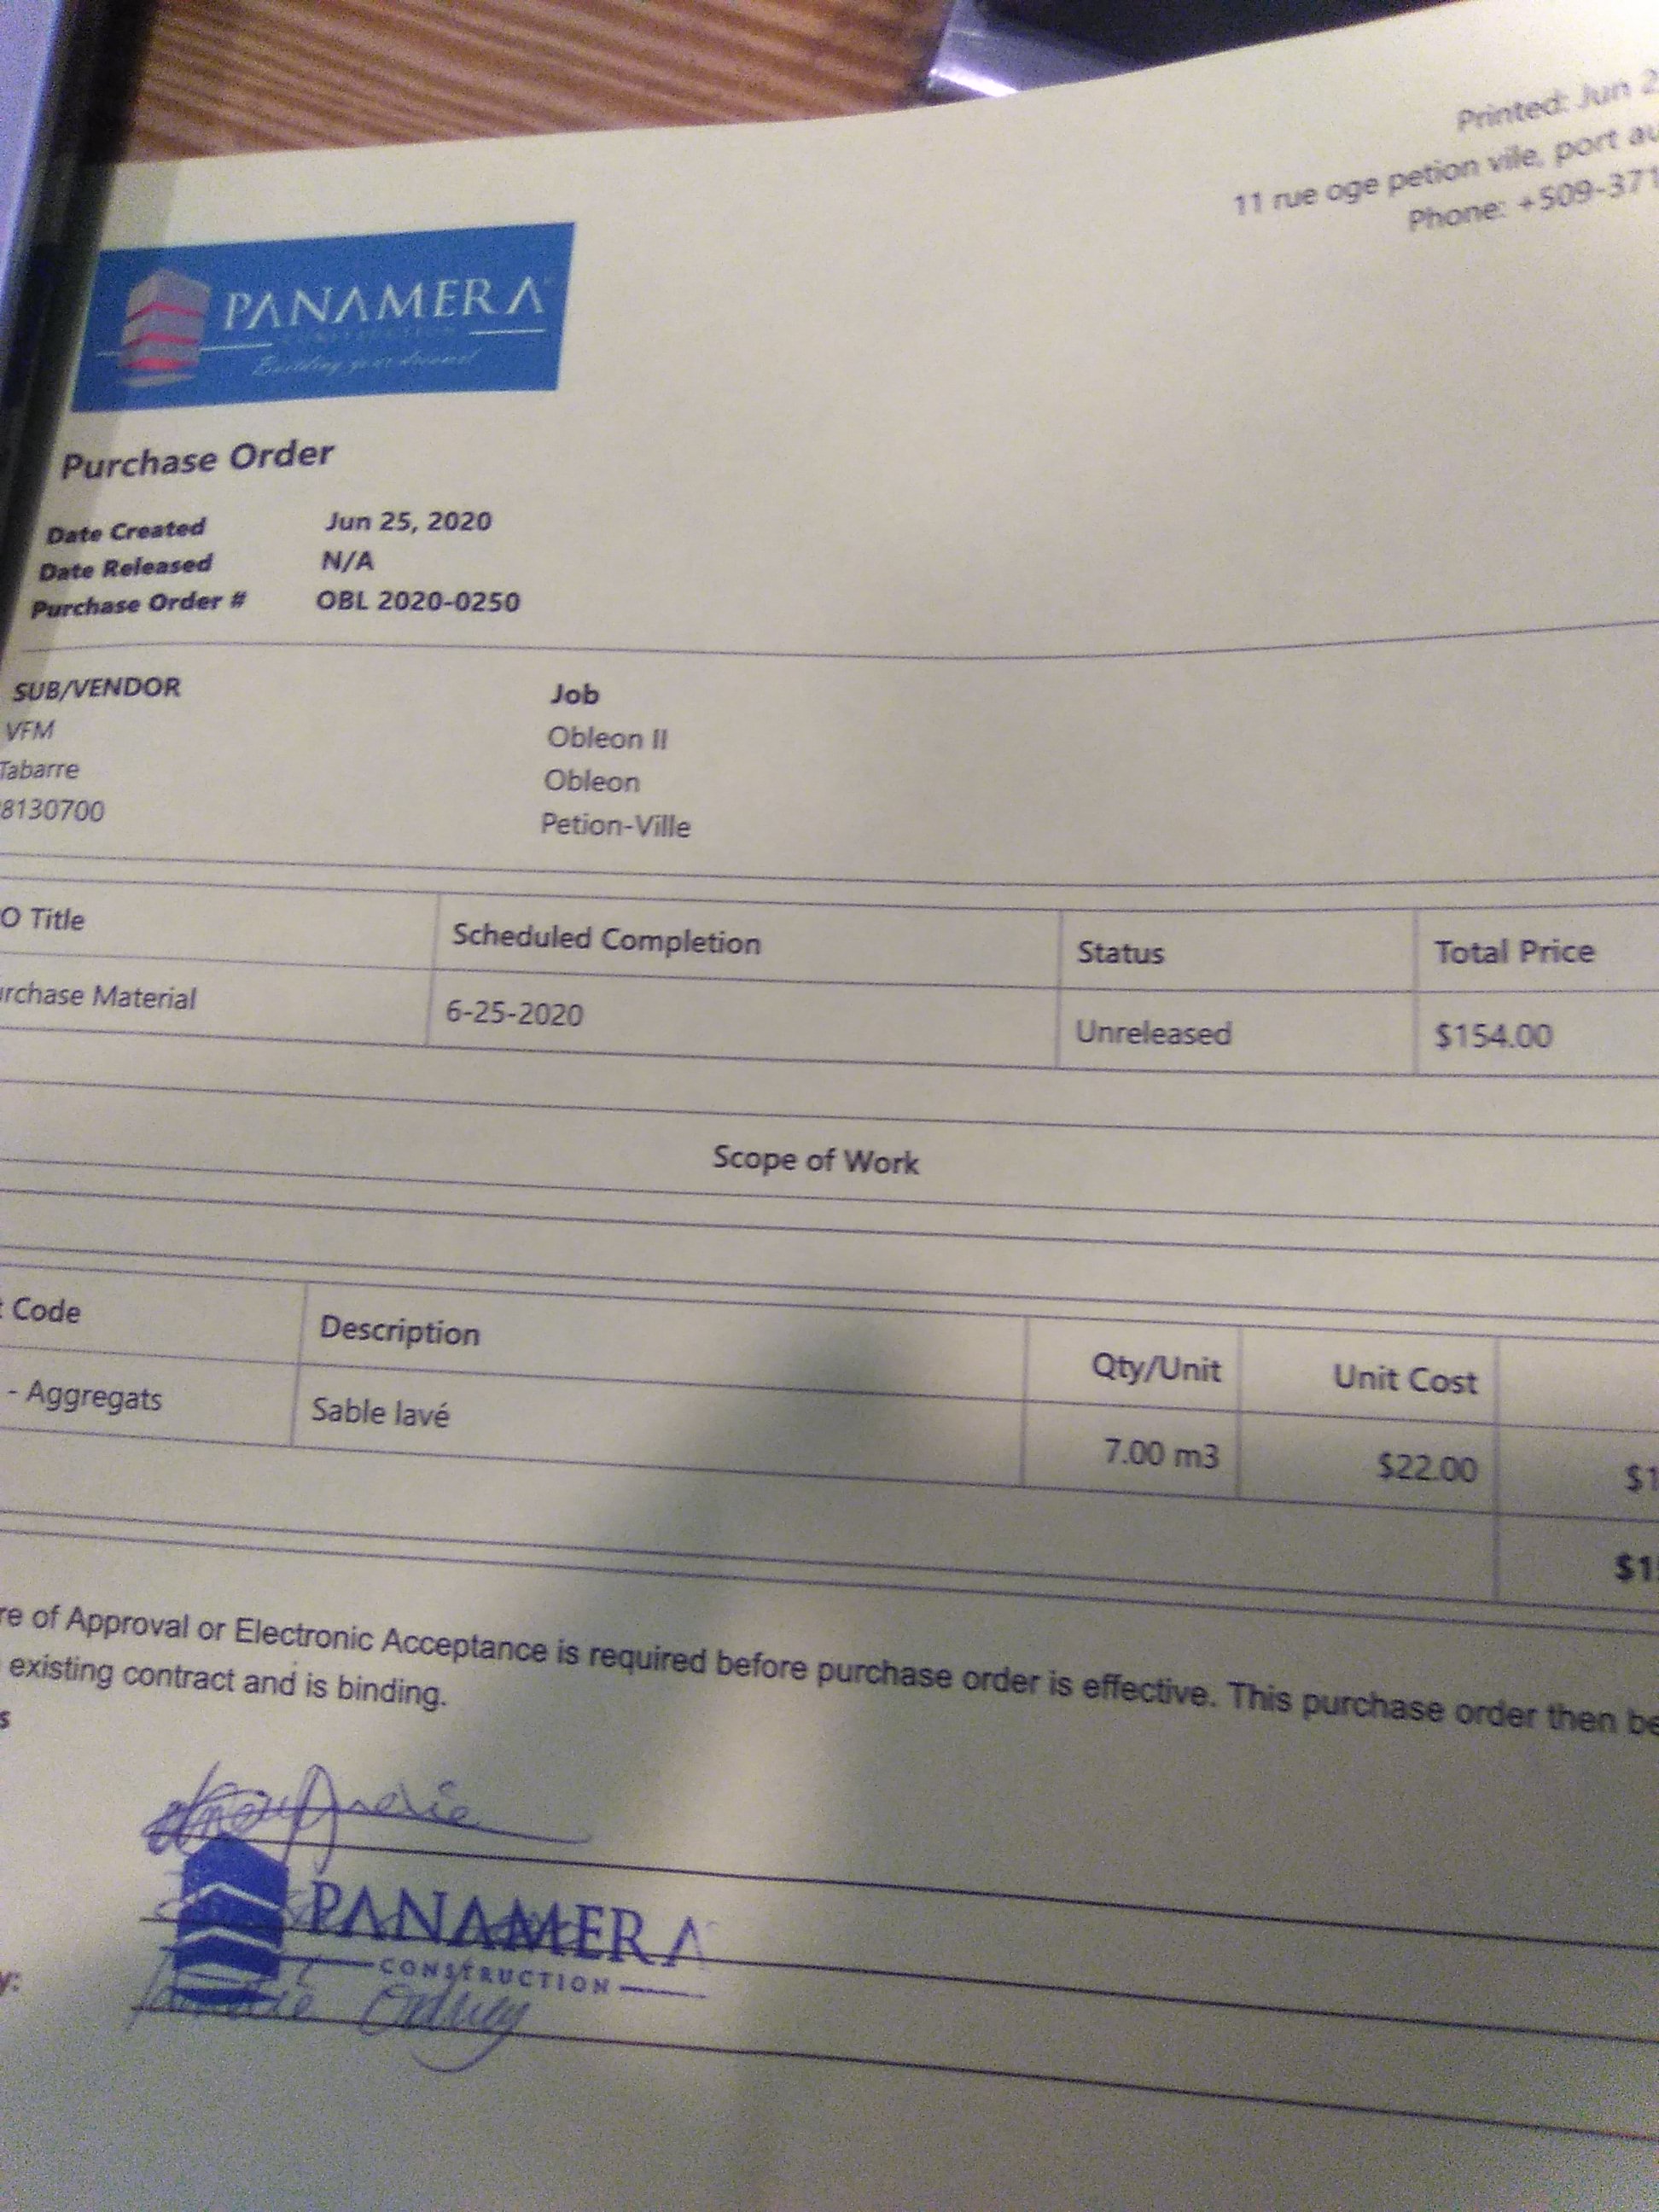 Printed: Jun 2
11 rue oge petion ville, port au
Phone: +509-371
PANAMERA
CONSTRUCTION
Building your dreams!
Purchase Order
Date Created Jun 25, 2020
Date Released N/A
Purchase Order # OBL 2020-0250
SUB/VENDOR Job
VFM Obleon II
Tabarre Obleon
8130700 Petion-Ville
O Title Scheduled Completion Status Total Price
rchase Material 6-25-2020 Unreleased $154.00
Scope of Work
t Code Description Qty/Unit Unit Cost
- Aggregats Sable lavé 7.00 m3 $22.00 $1
$15
re of Approval or Electronic Acceptance is required before purchase order is effective. This purchase order then be
existing contract and is binding.
s
PANAMERA
CONSTRUCTION
y: